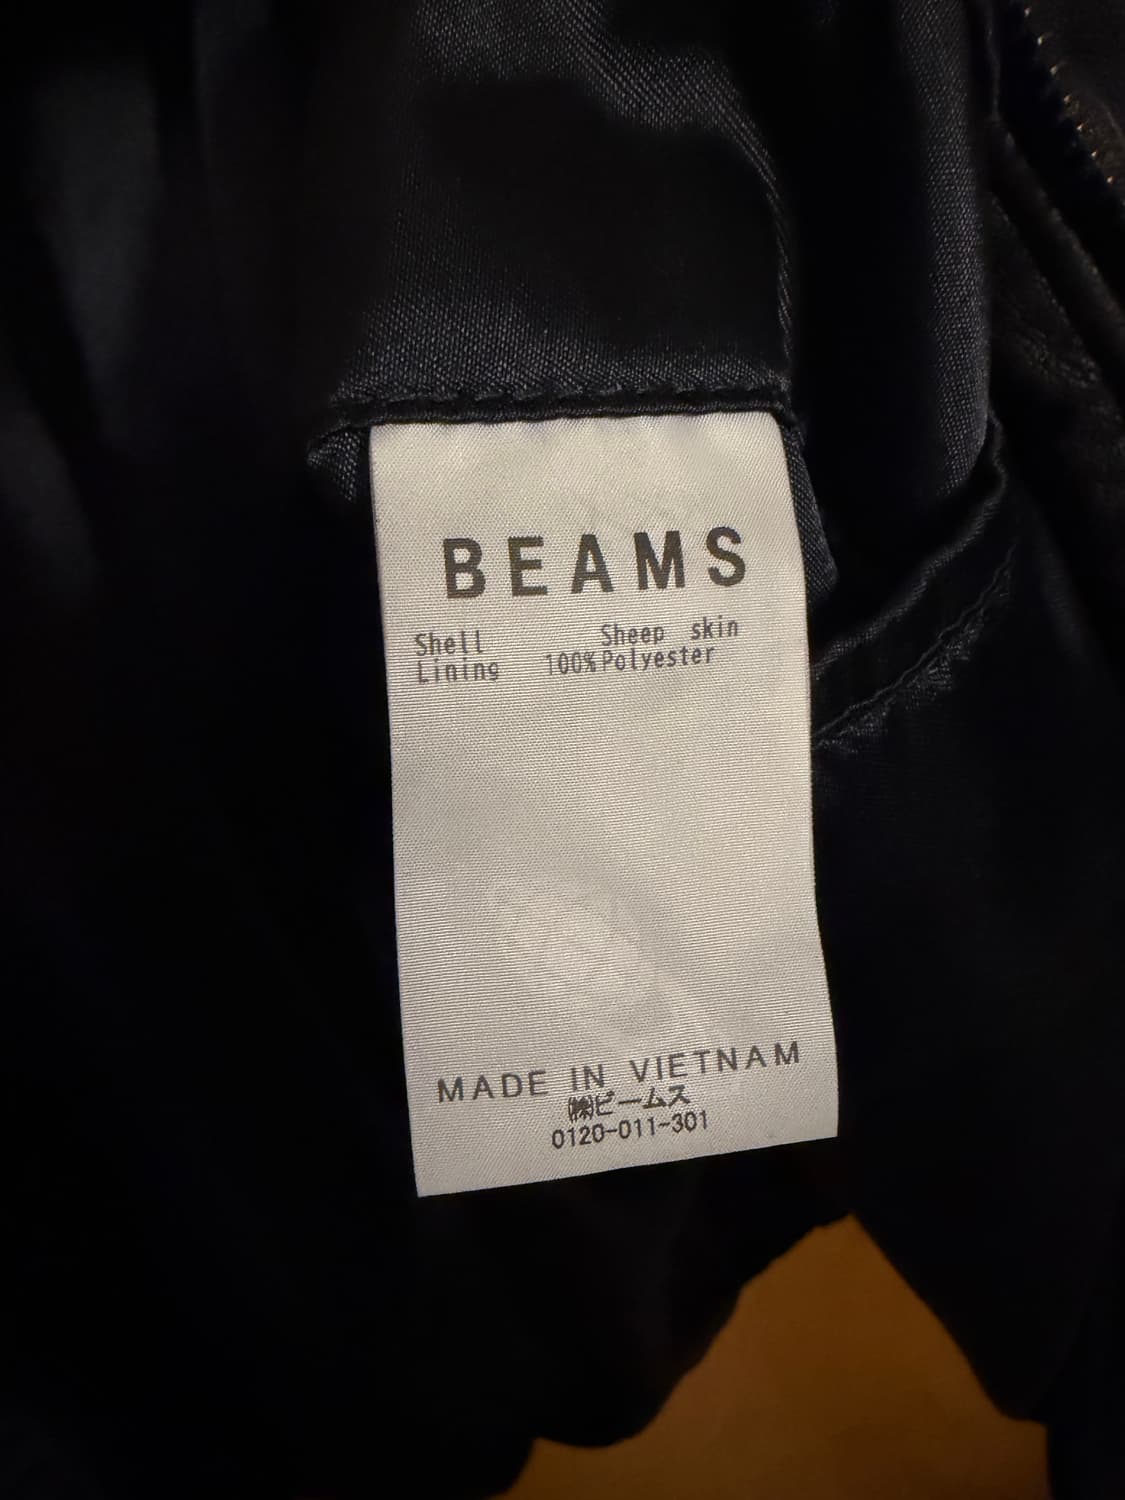 BEAMS
Shell Sheep skin
Lining 100%Polyester
MADE IN VIETNAM
㈱ビームス
0120-011-301